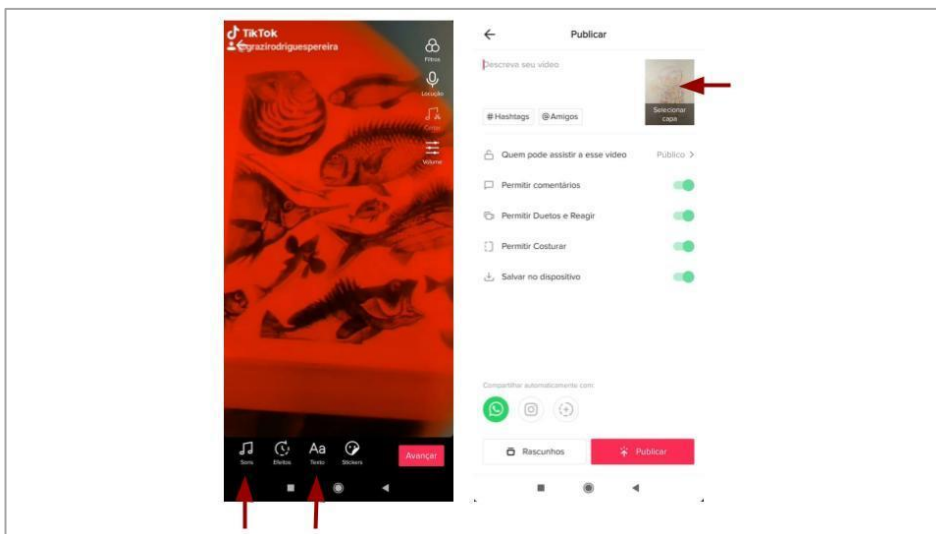 TikTok
@grazirodriguespereira
Filtros
Locução
Volume
Sons
Efeitos
Aa
Texto
Stickers
Avançar
Publicar
Descreva seu vídeo
Selecionar
capa
# Hashtags @ Amigos
Quem pode assistir a esse vídeo Público >
Permitir comentários
Permitir Duetos e Reagir
Permitir Costurar
Salvar no dispositivo
Compartilhar automaticamente com:
Rascunhos
Publicar